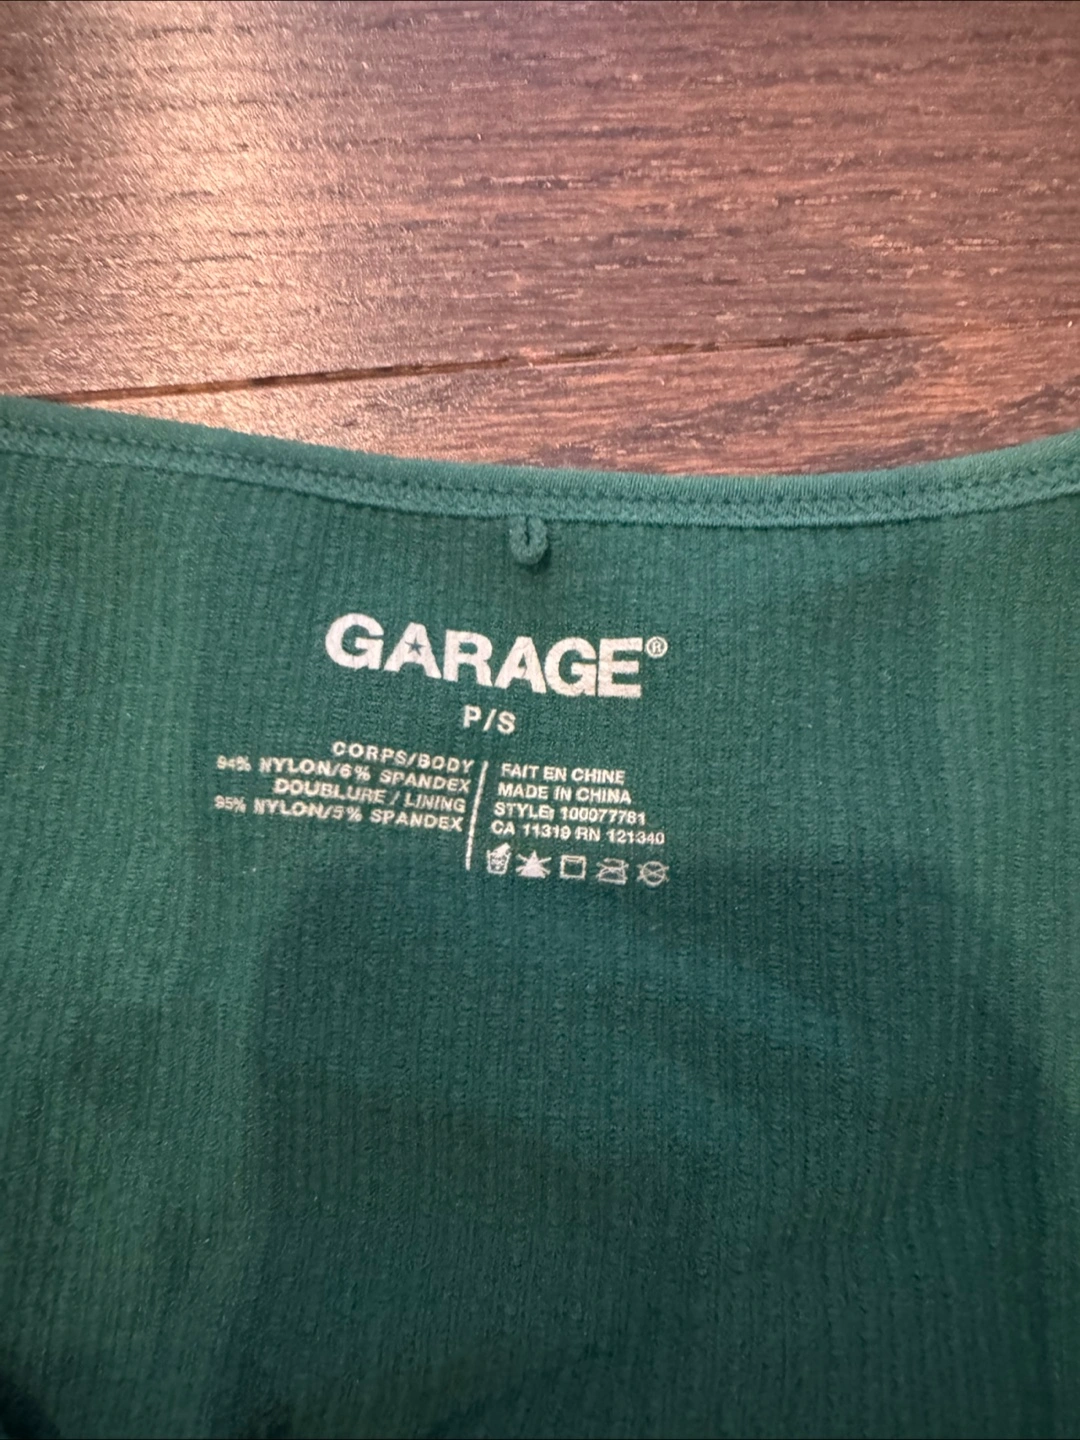 GARAGE®
P/S
CORPS/BODY
94% NYLON/6% SPANDEX
DOUBLURE / LINING
95% NYLON/5% SPANDEX
FAIT EN CHINE
MADE IN CHINA
STYLE: 100077781
CA 11319 RN 121340